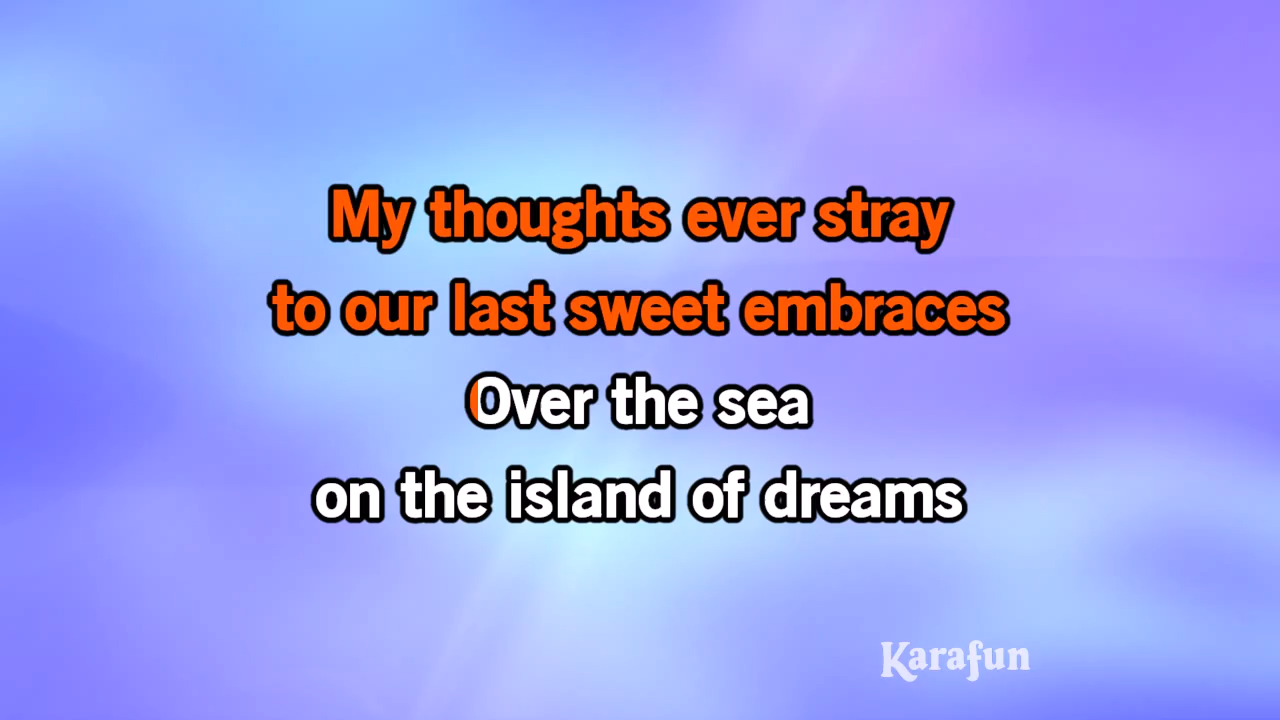 My thoughts ever stray
to our last sweet embraces
Over the sea
on the island of dreams
Karafun